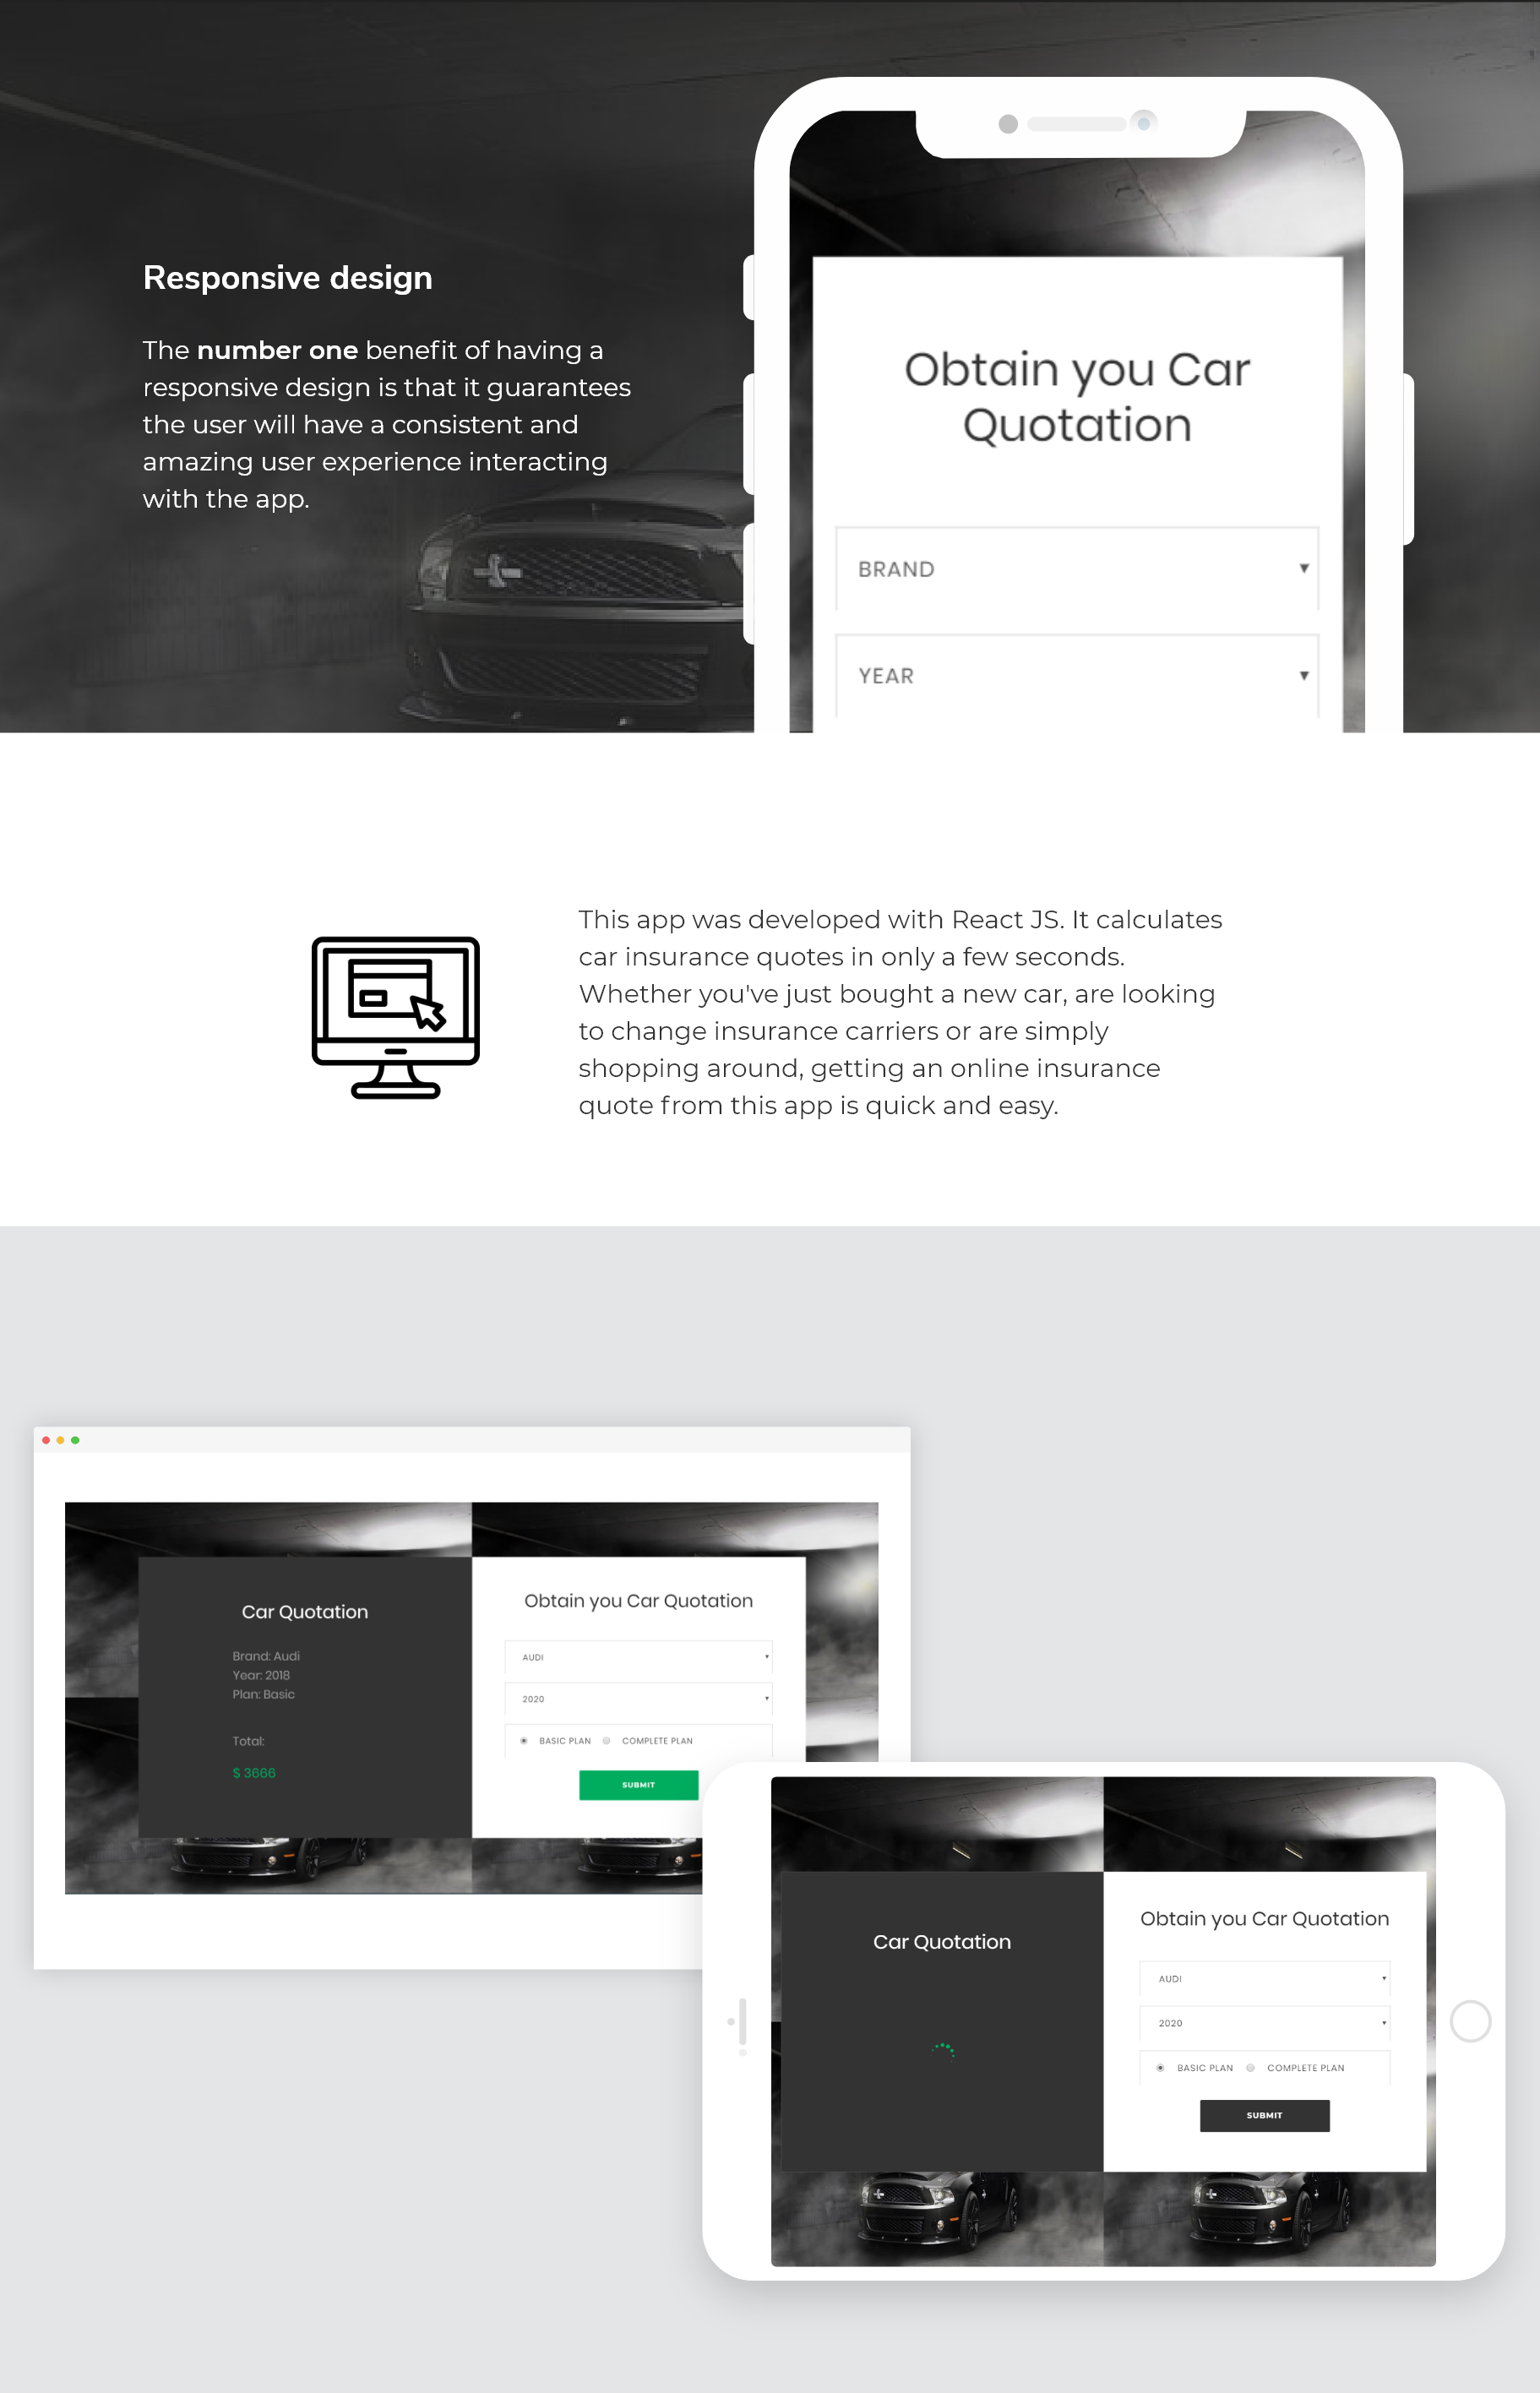 Responsive design
The number one benefit of having a
responsive design is that it guarantees
the user will have a consistent and
amazing user experience interacting
with the app.
Obtain you Car
Quotation
BRAND
YEAR
This app was developed with React JS. It calculates
car insurance quotes in only a few seconds.
Whether you've just bought a new car, are looking
to change insurance carriers or are simply
shopping around, getting an online insurance
quote from this app is quick and easy.
Car Quotation
Brand: Audi
Year: 2018
Plan: Basic
Total:
$ 3666
Obtain you Car Quotation
AUDI
2020
BASIC PLAN COMPLETE PLAN
SUBMIT
Car Quotation
Obtain you Car Quotation
AUDI
2020
BASIC PLAN COMPLETE PLAN
SUBMIT